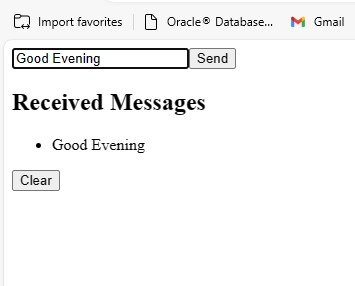 Import favorites Oracle® Database... Gmail
Good Evening Send
Received Messages
• Good Evening
Clear